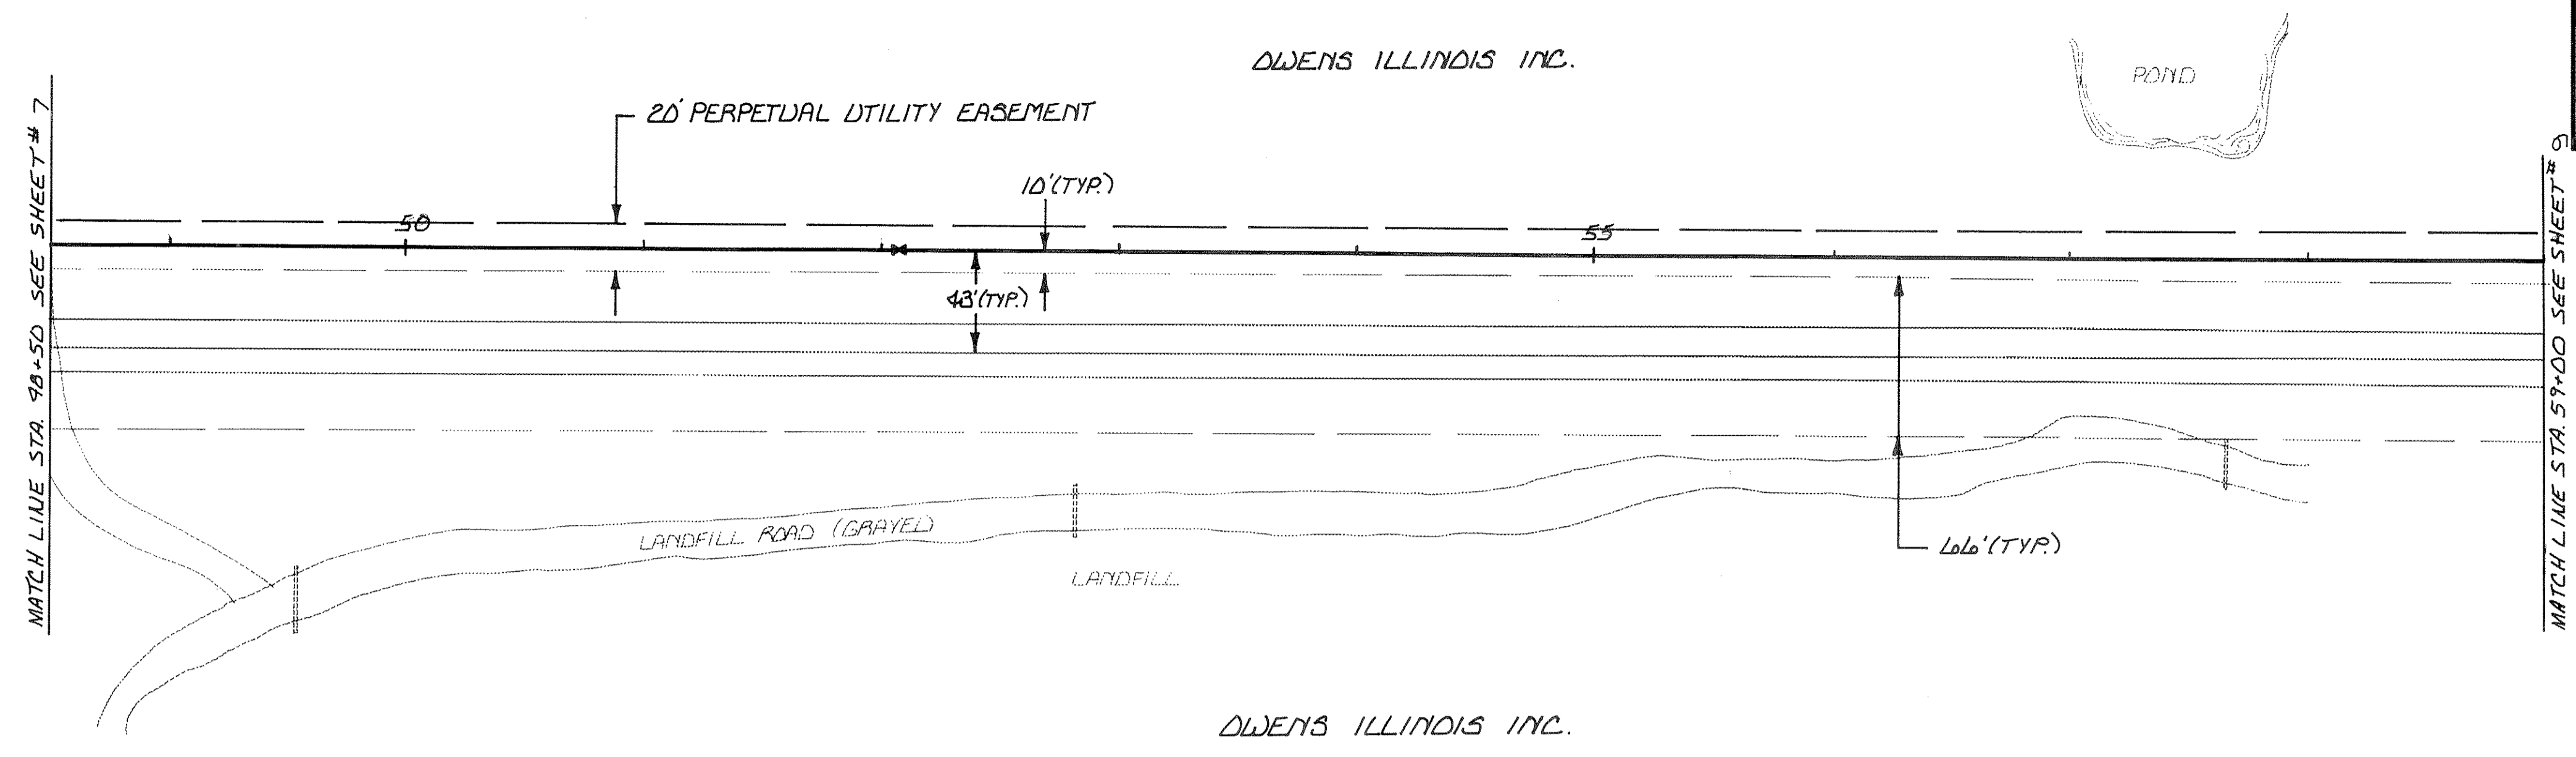 OWENS ILLINOIS INC.
POND
20' PERPETUAL UTILITY EASEMENT
10' (TYP.)
50
55
43' (TYP.)
MATCH LINE STA. 48+50 SEE SHEET # 7
MATCH LINE STA. 59+00 SEE SHEET # 9
LANDFILL ROAD (GRAVEL)
66' (TYP.)
LANDFILL
OWENS ILLINOIS INC.